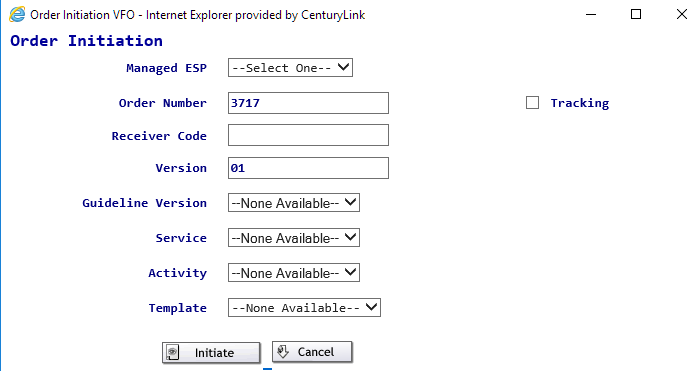 Order Initiation VFO - Internet Explorer provided by CenturyLink
Order Initiation
Managed ESP --Select One--
Order Number 3717 Tracking
Receiver Code
Version 01
Guideline Version --None Available--
Service --None Available--
Activity --None Available--
Template --None Available--
Initiate Cancel